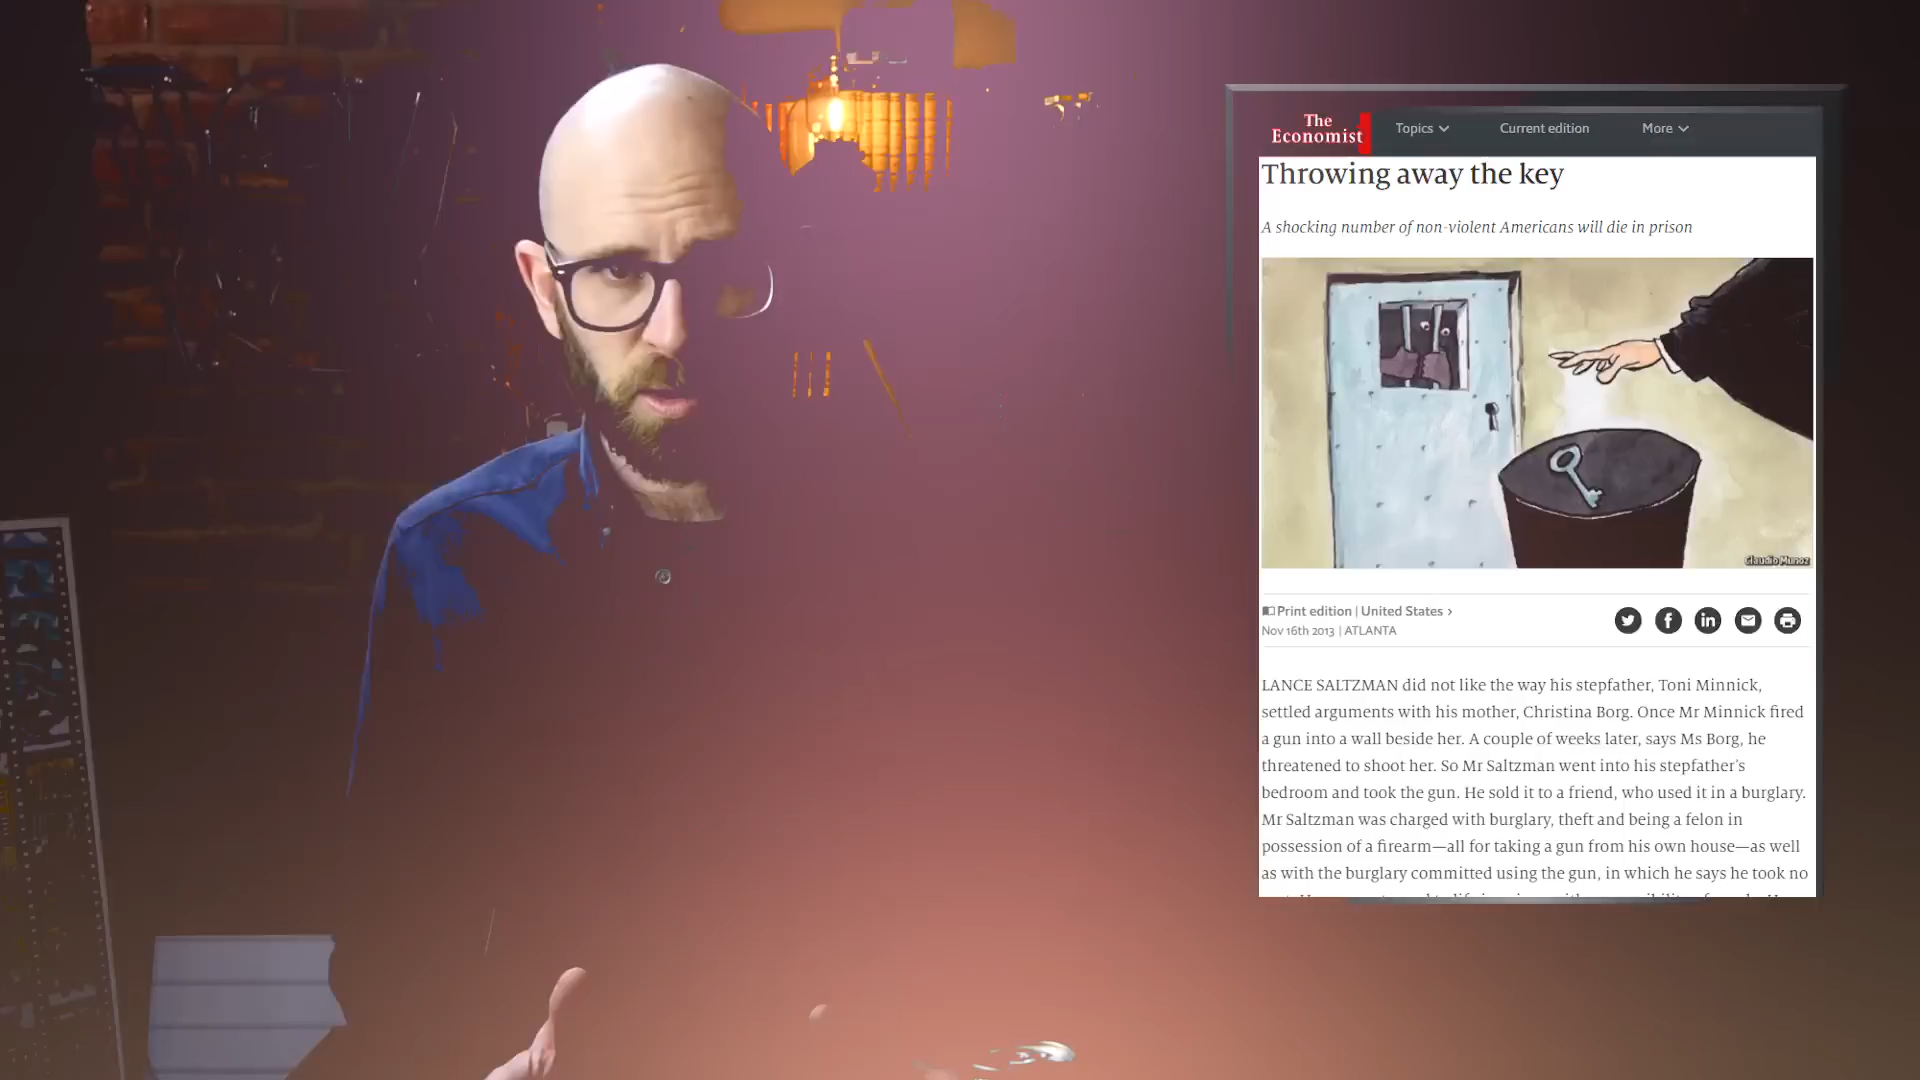 The
Economist
Topics
Current edition
More
Throwing away the key
A shocking number of non-violent Americans will die in prison
Claudio Munoz
Print edition | United States >
Nov 16th 2013 | ATLANTA
LANCE SALTZMAN did not like the way his stepfather, Toni Minnick,
settled arguments with his mother, Christina Borg. Once Mr Minnick fired
a gun into a wall beside her. A couple of weeks later, says Ms Borg, he
threatened to shoot her. So Mr Saltzman went into his stepfather's
bedroom and took the gun. He sold it to a friend, who used it in a burglary.
Mr Saltzman was charged with burglary, theft and being a felon in
possession of a firearm—all for taking a gun from his own house—as well
as with the burglary committed using the gun, in which he says he took no